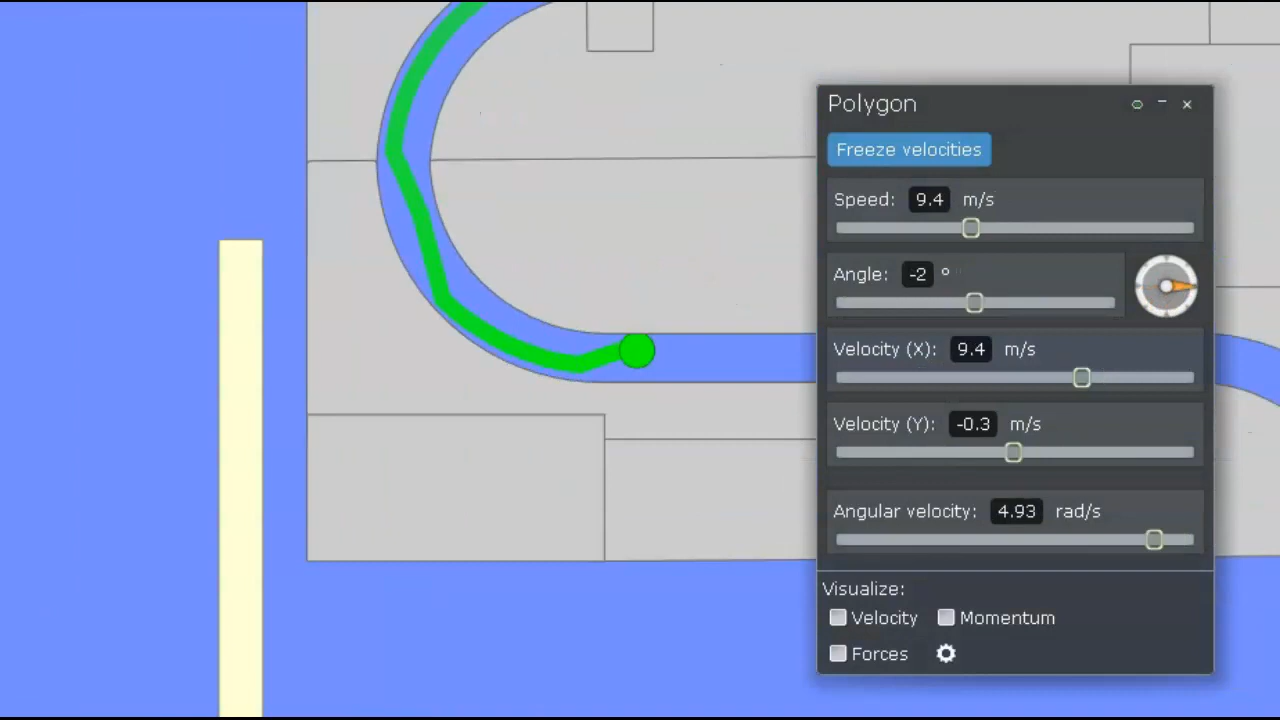 Polygon
Freeze velocities
Speed: 9.4 m/s
Angle: -2 °
Velocity (X): 9.4 m/s
Velocity (Y): -0.3 m/s
Angular velocity: 4.93 rad/s
Visualize:
Velocity Momentum
Forces